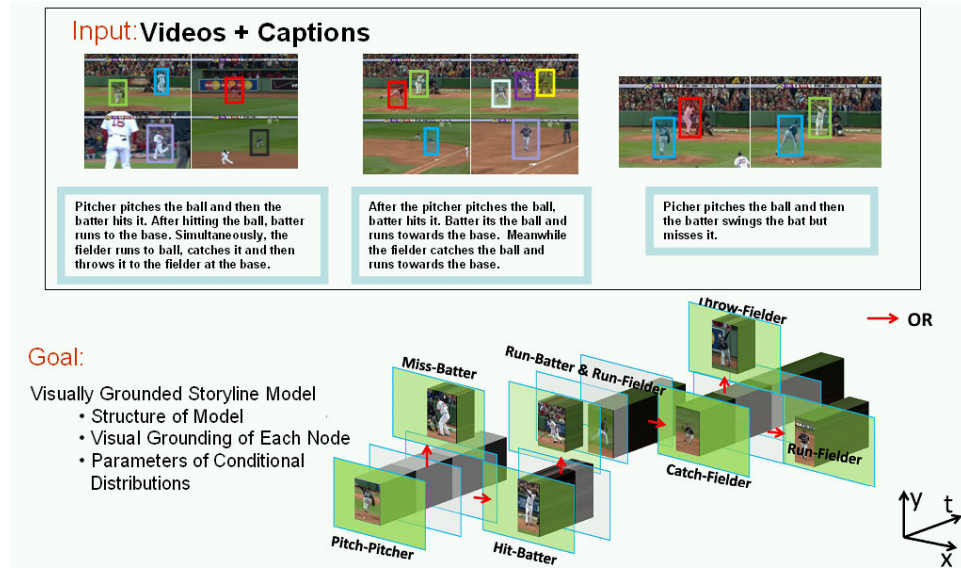 Input: Videos + Captions
Pitcher pitches the ball and then the
batter hits it. After hitting the ball, batter
runs to the base. Simultaneously, the
fielder runs to ball, catches it and then
throws it to the fielder at the base.
After the pitcher pitches the ball,
batter hits it. Batter its the ball and
runs towards the base. Meanwhile
the fielder catches the ball and
runs towards the base.
Picher pitches the ball and then
the batter swings the bat but
misses it.
Goal:
Visually Grounded Storyline Model
• Structure of Model
• Visual Grounding of Each Node
• Parameters of Conditional
Distributions
Throw-Fielder
OR
Miss-Batter
Run-Batter & Run-Fielder
Run-Fielder
Catch-Fielder
Pitch-Pitcher
Hit-Batter
y
t
x
15